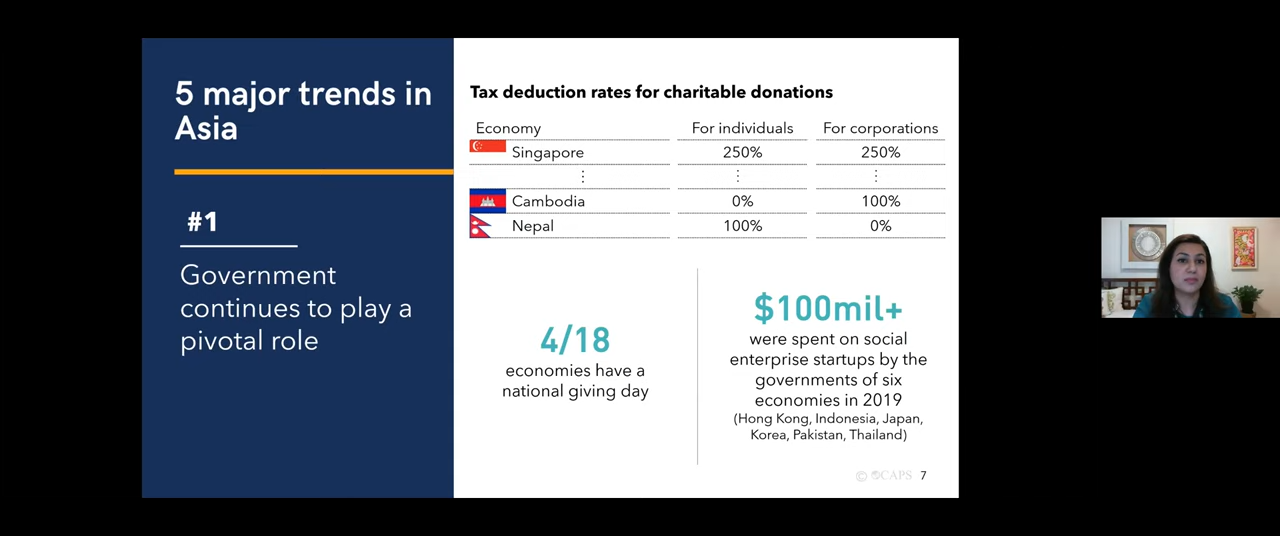 5 major trends in
Asia
#1
Government
continues to play a
pivotal role
Tax deduction rates for charitable donations
Economy For individuals For corporations
Singapore 250% 250%
⋮ ⋮ ⋮
Cambodia 0% 100%
Nepal 100% 0%
4/18
economies have a
national giving day
$100mil+
were spent on social
enterprise startups by the
governments of six
economies in 2019
(Hong Kong, Indonesia, Japan,
Korea, Pakistan, Thailand)
© CAPS 7